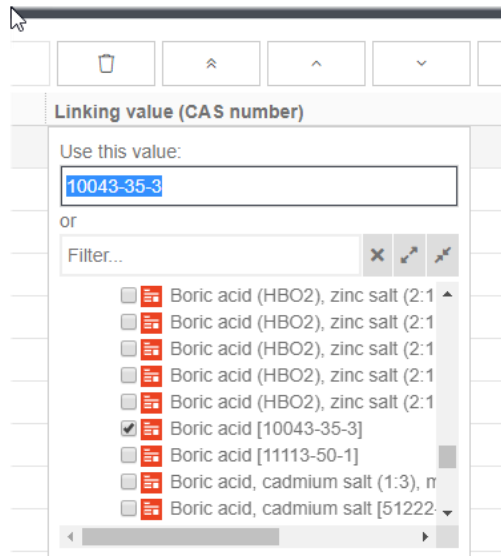 Linking value (CAS number)
Use this value:
10043-35-3
or
Filter...
Boric acid (HBO2), zinc salt (2:1
Boric acid (HBO2), zinc salt (2:1
Boric acid (HBO2), zinc salt (2:1
Boric acid (HBO2), zinc salt (2:1
Boric acid (HBO2), zinc salt (2:1
Boric acid [10043-35-3]
Boric acid [11113-50-1]
Boric acid, cadmium salt (1:3), m
Boric acid, cadmium salt [51222-